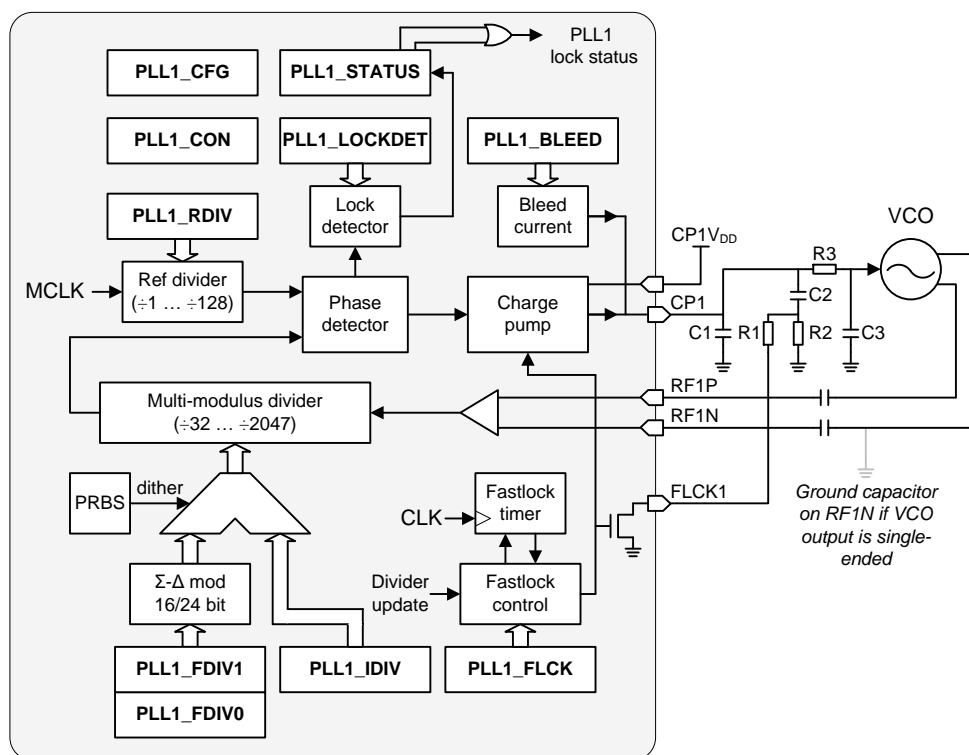 PLL1
lock status
PLL1_CFG
PLL1_STATUS
PLL1_CON
PLL1_LOCKDET
PLL1_BLEED
PLL1_RDIV
Lock
detector
Bleed
current
VCO
CP1VDD
MCLK
Ref divider
(÷1 ... ÷128)
Phase
detector
Charge
pump
CP1
R3
C2
C1
R1
R2
C3
RF1P
Multi-modulus divider
(÷32 ... ÷2047)
RF1N
PRBS
dither
CLK
Fastlock
timer
FLCK1
Ground capacitor
on RF1N if VCO
output is single-
ended
Σ-Δ mod
16/24 bit
Divider
update
Fastlock
control
PLL1_FDIV1
PLL1_IDIV
PLL1_FLCK
PLL1_FDIV0